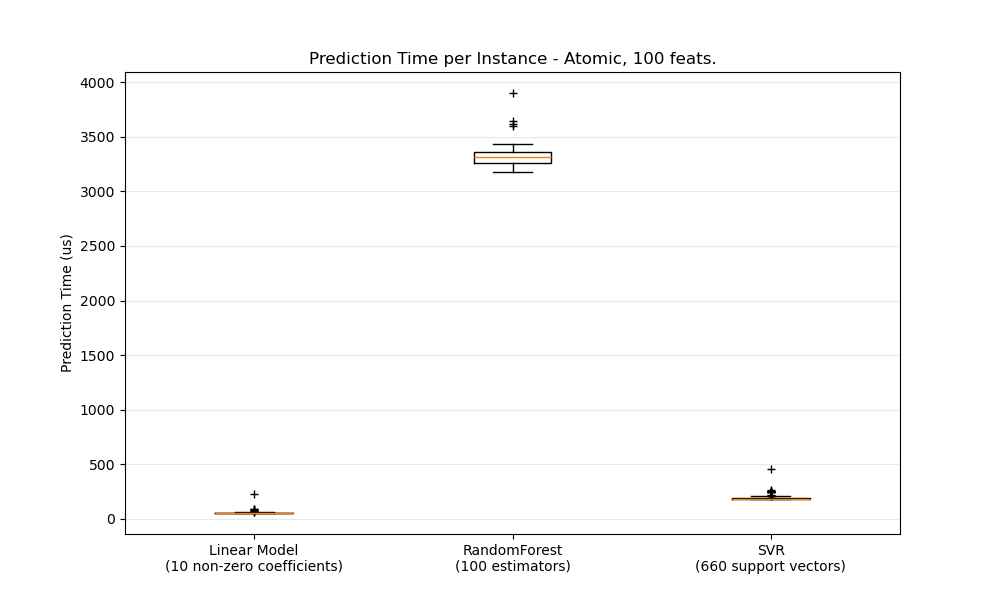 Prediction Time per Instance - Atomic, 100 feats.
Prediction Time (us)
4000
3500
3000
2500
2000
1500
1000
500
0
Linear Model
(10 non-zero coefficients)
RandomForest
(100 estimators)
SVR
(660 support vectors)